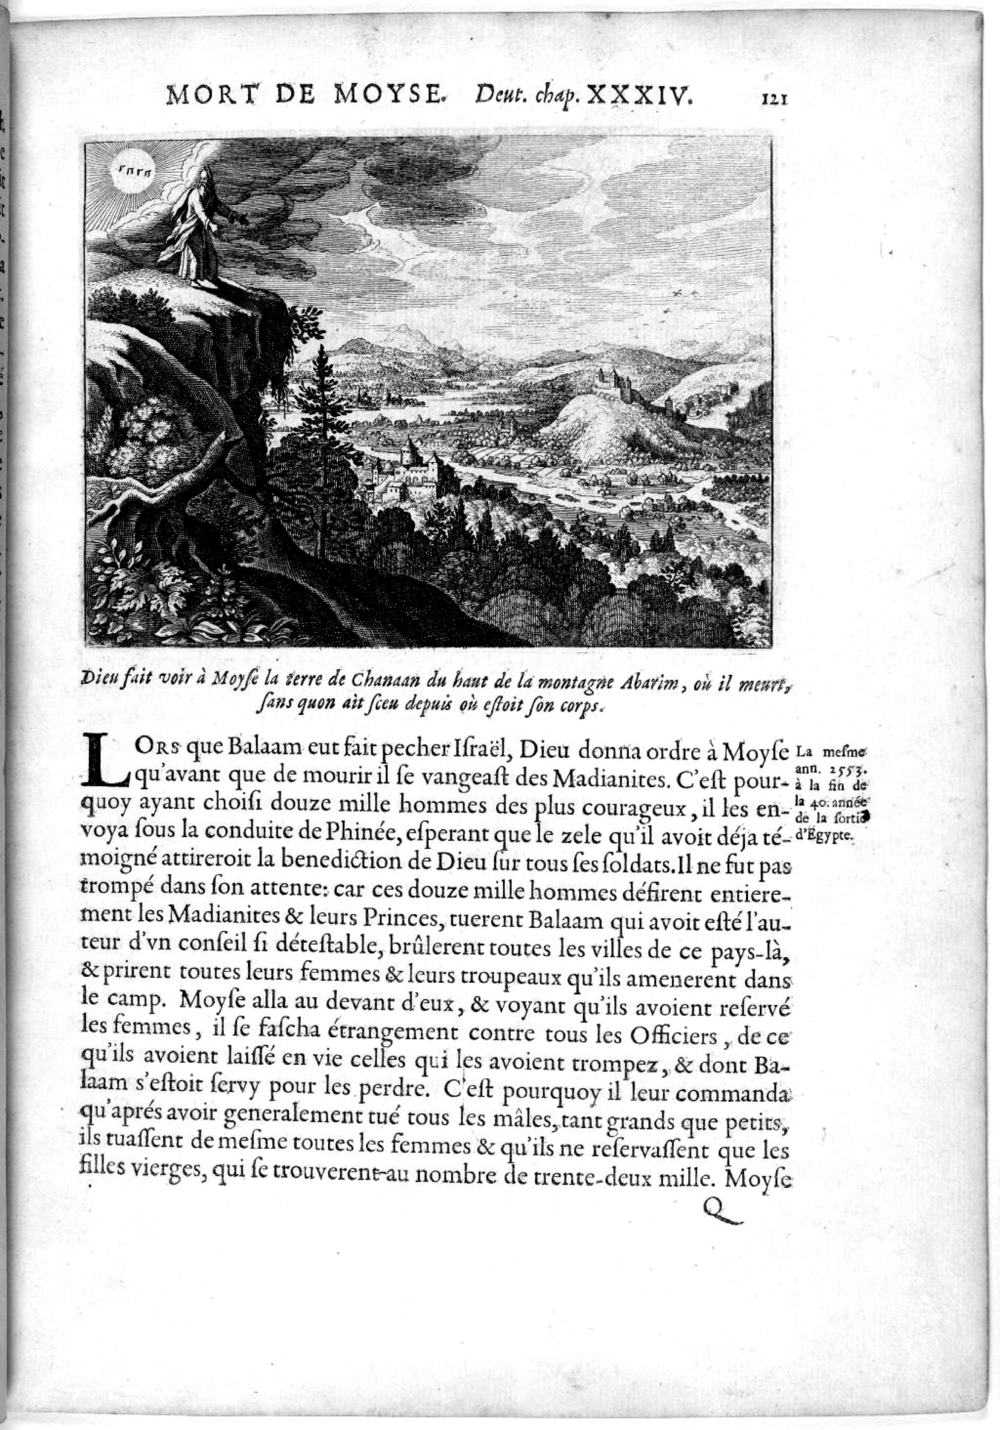 MORT DE MOYSE. Deut. chap. XXXIV. 121
Dieu fait voir à Moyſe la terre de Chanaan du haut de la montagne Abarim, où il meurt,
ſans quon ait ſceu depuis où eſtoit ſon corps.
LORS que Balaam eut fait pecher Iſraël, Dieu donna ordre à Moyſe
qu'avant que de mourir il ſe vangeaſt des Madianites. C'eſt pour-
quoy ayant choiſi douze mille hommes des plus courageux, il les en-
voya ſous la conduite de Phinée, eſperant que le zele qu'il avoit déja té-
moigné attireroit la benediction de Dieu ſur tous ſes ſoldats. Il ne fut pas
trompé dans ſon attente: car ces douze mille hommes défirent entiere-
ment les Madianites & leurs Princes, tuerent Balaam qui avoit eſté l'au-
teur d'vn conſeil ſi déteſtable, brûlerent toutes les villes de ce pays-là,
& prirent toutes leurs femmes & leurs troupeaux qu'ils amenerent dans
le camp. Moyſe alla au devant d'eux, & voyant qu'ils avoient reſervé
les femmes, il ſe faſcha étrangement contre tous les Officiers, de ce
qu'ils avoient laiſſé en vie celles qui les avoient trompez, & dont Ba-
laam s'eſtoit ſervy pour les perdre. C'eſt pourquoy il leur commanda
qu'aprés avoir generalement tué tous les mâles, tant grands que petits,
ils tuaſſent de meſme toutes les femmes & qu'ils ne reſervaſſent que les
filles vierges, qui ſe trouverent au nombre de trente-deux mille. Moyſe
La meſme
ann. 2553.
à la fin de
la 40. année
de la ſortie
d'Egypte.
Q